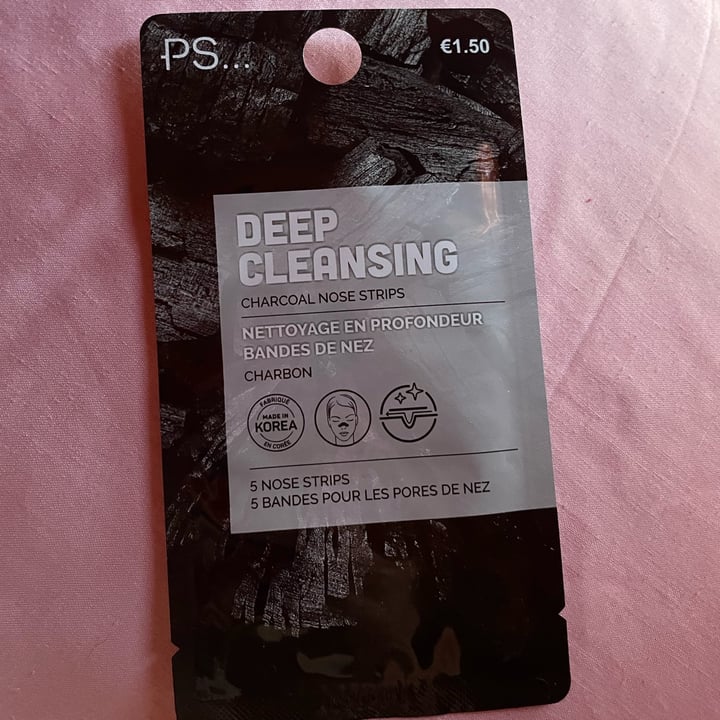 PS...
€1.50
DEEP
CLEANSING
CHARCOAL NOSE STRIPS
NETTOYAGE EN PROFONDEUR
BANDES DE NEZ
CHARBON
FABRIQUÉ
MADE IN
KOREA
EN CORÉE
5 NOSE STRIPS
5 BANDES POUR LES PORES DE NEZ